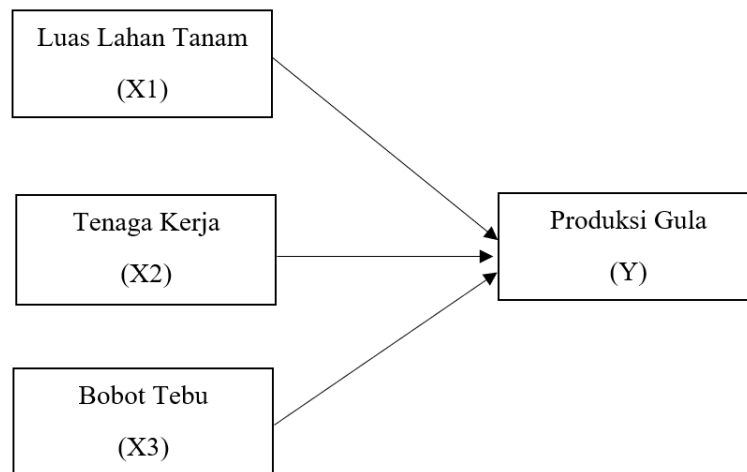 Luas Lahan Tanam
(X1)
Tenaga Kerja
(X2)
Produksi Gula
(Y)
Bobot Tebu
(X3)